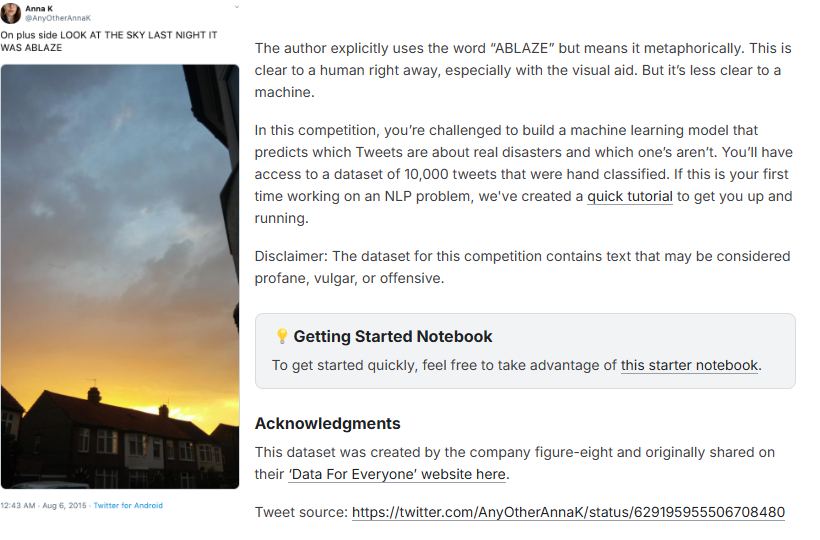 Anna K
@AnyOtherAnnaK
On plus side LOOK AT THE SKY LAST NIGHT IT
WAS ABLAZE
12:43 AM · Aug 6, 2015 · Twitter for Android
The author explicitly uses the word “ABLAZE” but means it metaphorically. This is
clear to a human right away, especially with the visual aid. But it’s less clear to a
machine.
In this competition, you’re challenged to build a machine learning model that
predicts which Tweets are about real disasters and which one’s aren’t. You’ll have
access to a dataset of 10,000 tweets that were hand classified. If this is your first
time working on an NLP problem, we've created a quick tutorial to get you up and
running.
Disclaimer: The dataset for this competition contains text that may be considered
profane, vulgar, or offensive.
💡 Getting Started Notebook
To get started quickly, feel free to take advantage of this starter notebook.
Acknowledgments
This dataset was created by the company figure-eight and originally shared on
their ‘Data For Everyone’ website here.
Tweet source: https://twitter.com/AnyOtherAnnaK/status/629195955506708480